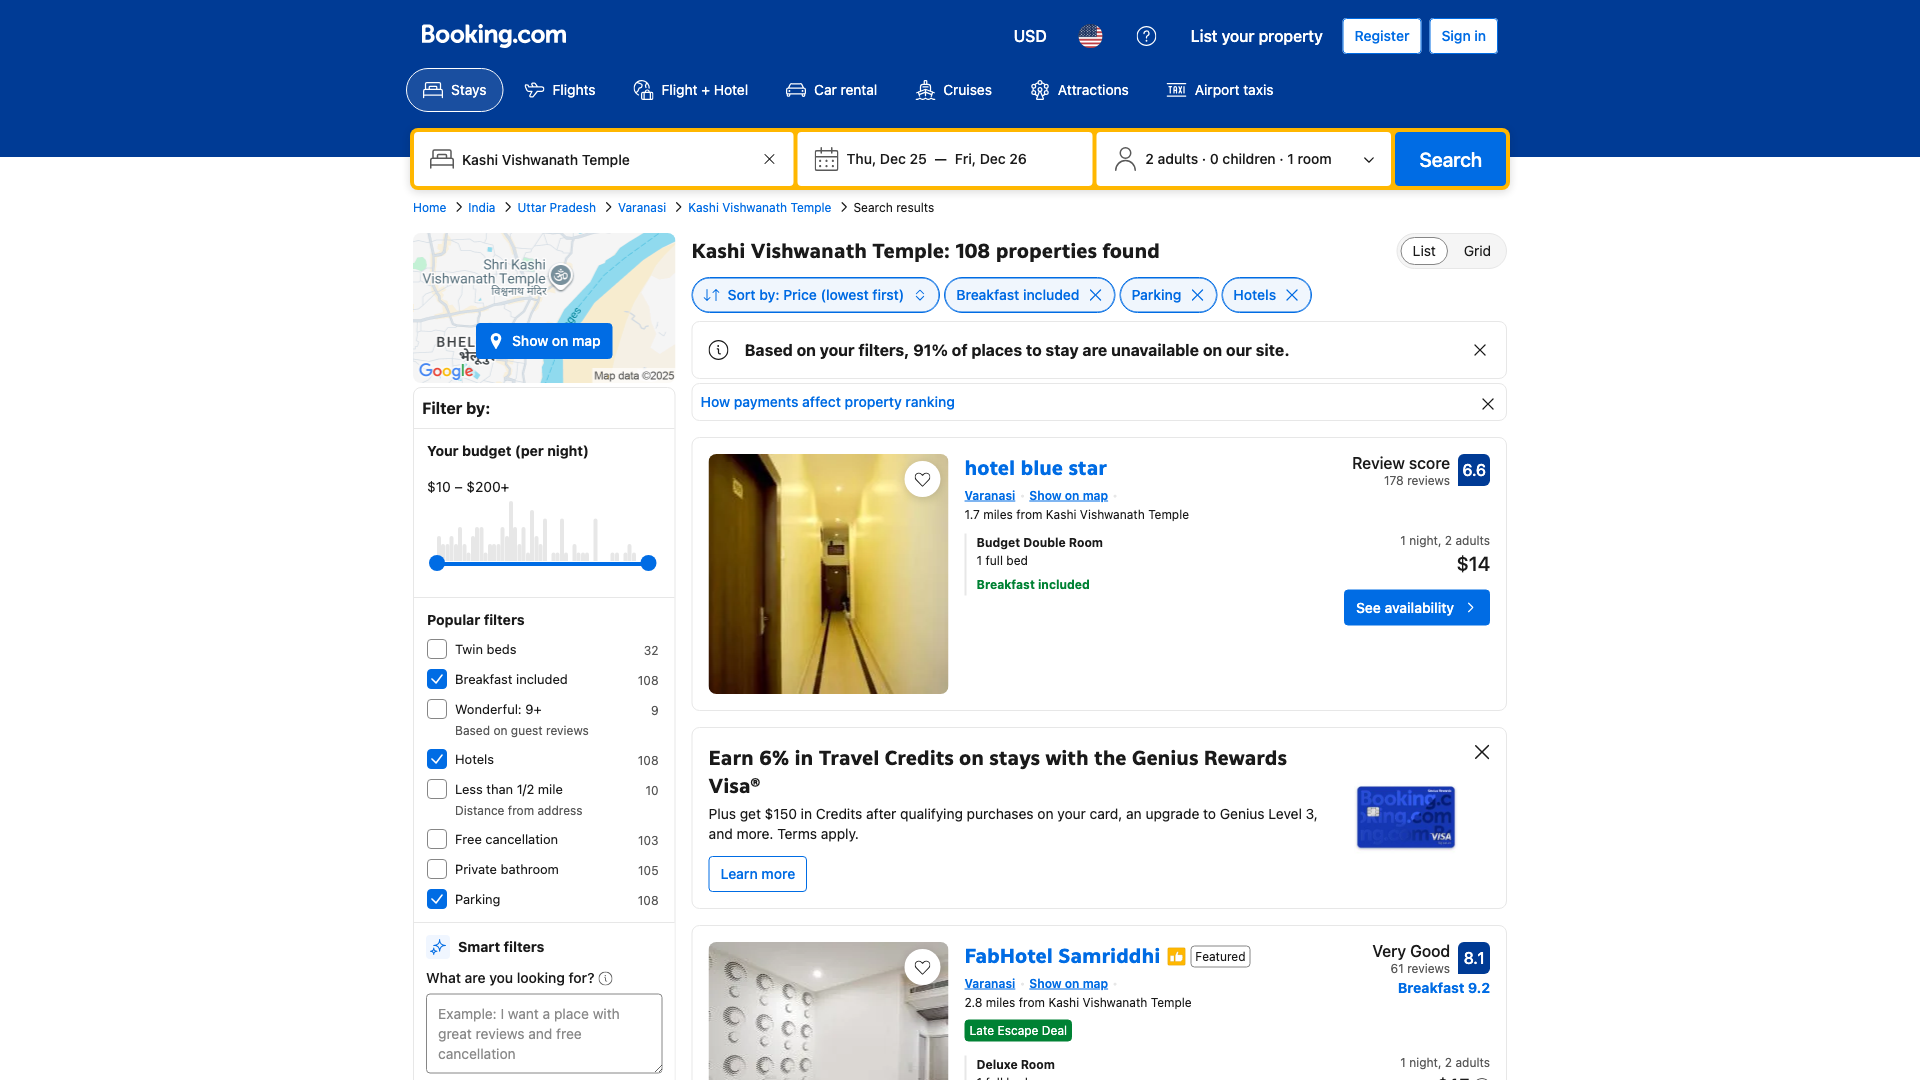 Booking.com
USD
List your property
Register
Sign in
Stays
Flights
Flight + Hotel
Car rental
Cruises
Attractions
TAXI
Airport taxis
Kashi Vishwanath Temple
Thu, Dec 25 — Fri, Dec 26
2 adults · 0 children · 1 room
Search
Home
India
Uttar Pradesh
Varanasi
Kashi Vishwanath Temple
Search results
Shri Kashi
Vishwanath Temple
विश्वनाथ मंदिर
Show on map
Google
Map data ©2025
Filter by:
Your budget (per night)
$10 – $200+
Popular filters
Twin beds 32
Breakfast included 108
Wonderful: 9+ 9
Based on guest reviews
Hotels 108
Less than 1/2 mile 10
Distance from address
Free cancellation 103
Private bathroom 105
Parking 108
Smart filters
What are you looking for?
Example: I want a place with
great reviews and free
cancellation
Kashi Vishwanath Temple: 108 properties found
List
Grid
Sort by: Price (lowest first)
Breakfast included
Parking
Hotels
Based on your filters, 91% of places to stay are unavailable on our site.
How payments affect property ranking
hotel blue star
Varanasi
Show on map
1.7 miles from Kashi Vishwanath Temple
Budget Double Room
1 full bed
Breakfast included
Review score
178 reviews
6.6
1 night, 2 adults
$14
See availability
Earn 6% in Travel Credits on stays with the Genius Rewards
Visa®
Plus get $150 in Credits after qualifying purchases on your card, an upgrade to Genius Level 3,
and more. Terms apply.
Learn more
VISA
FabHotel Samriddhi
Featured
Varanasi
Show on map
2.8 miles from Kashi Vishwanath Temple
Late Escape Deal
Deluxe Room
Very Good
61 reviews
8.1
Breakfast 9.2
1 night, 2 adults